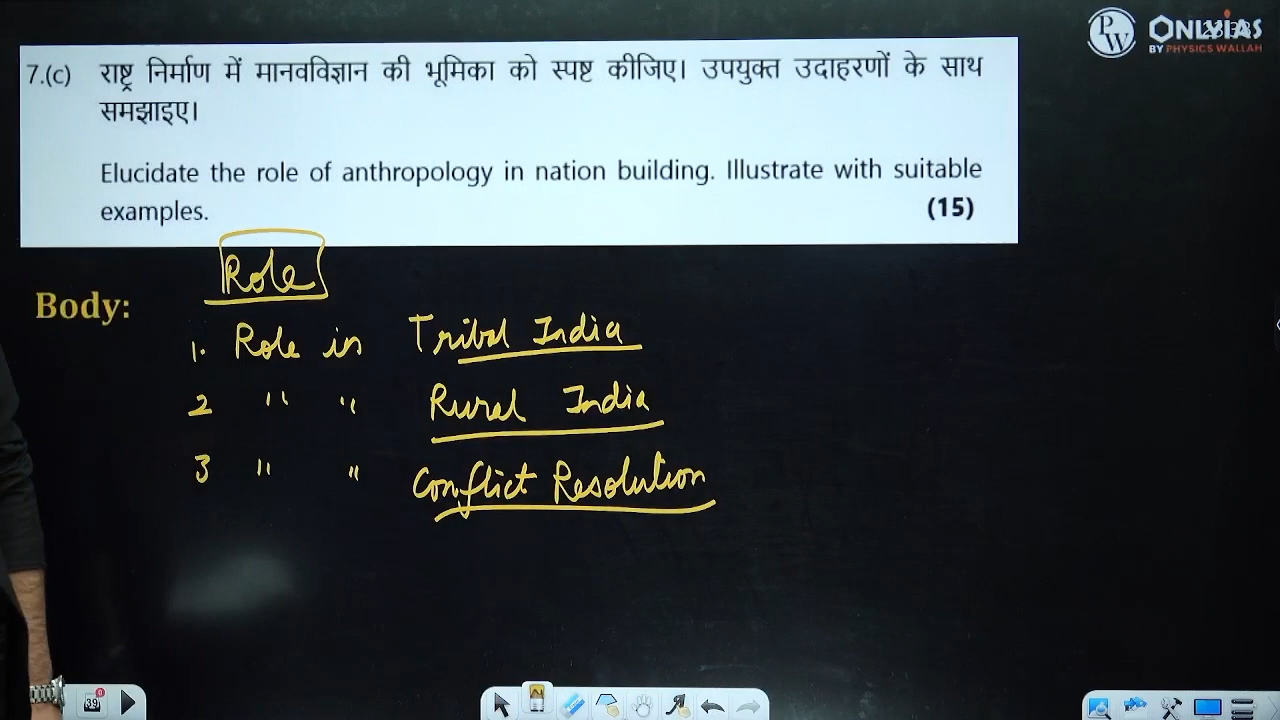 PW ONLYIAS
BY PHYSICS WALLAH
7.(c) राष्ट्र निर्माण में मानवविज्ञान की भूमिका को स्पष्ट कीजिए। उपयुक्त उदाहरणों के साथ
समझाइए।
Elucidate the role of anthropology in nation building. Illustrate with suitable
examples. (15)
Role
Body:
1. Role in Tribal India
2 " " Rural India
3 " " Conflict Resolution
39